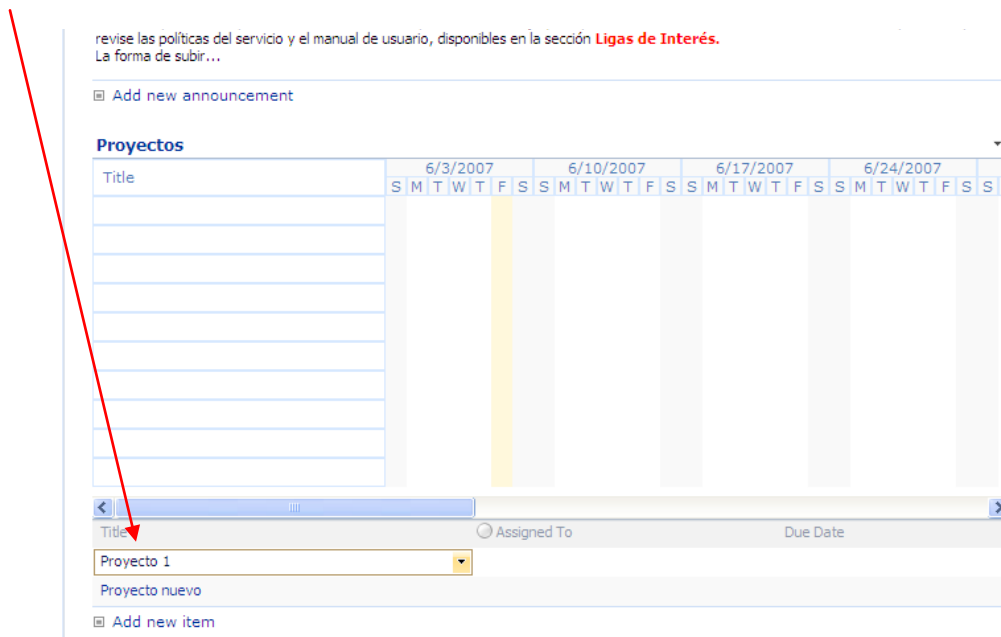 revise las políticas del servicio y el manual de usuario, disponibles en la sección Ligas de Interés.
La forma de subir...
Add new announcement
Proyectos
Title 6/3/2007 6/10/2007 6/17/2007 6/24/2007
S M T W T F S S M T W T F S S M T W T F S S M T W T F S S
Title Assigned To Due Date
Proyecto 1
Proyecto nuevo
Add new item